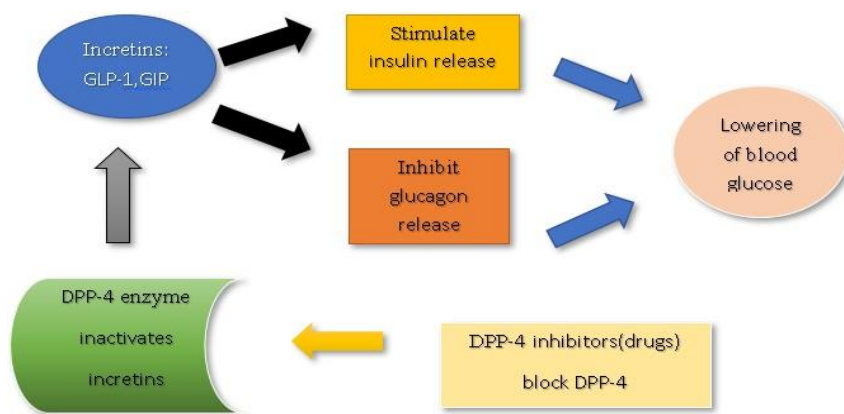 Incretins:
GLP-1,GIP
Stimulate
insulin release
Lowering
of blood
glucose
Inhibit
glucagon
release
DPP-4 enzyme
inactivates
incretins
DPP-4 inhibitors(drugs)
block DPP-4